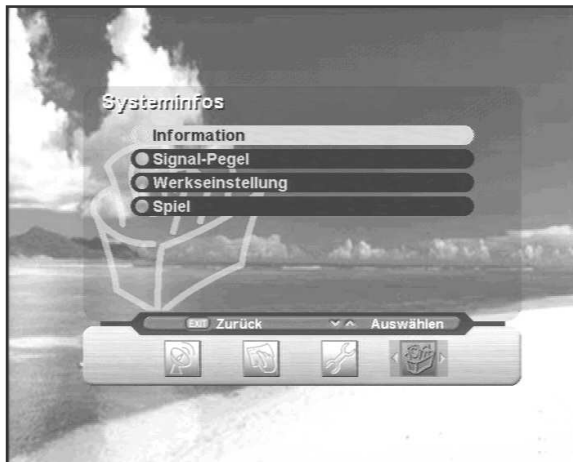 Systeminfos
Information
Signal-Pegel
Werkseinstellung
Spiel
EXIT Zurück Auswählen